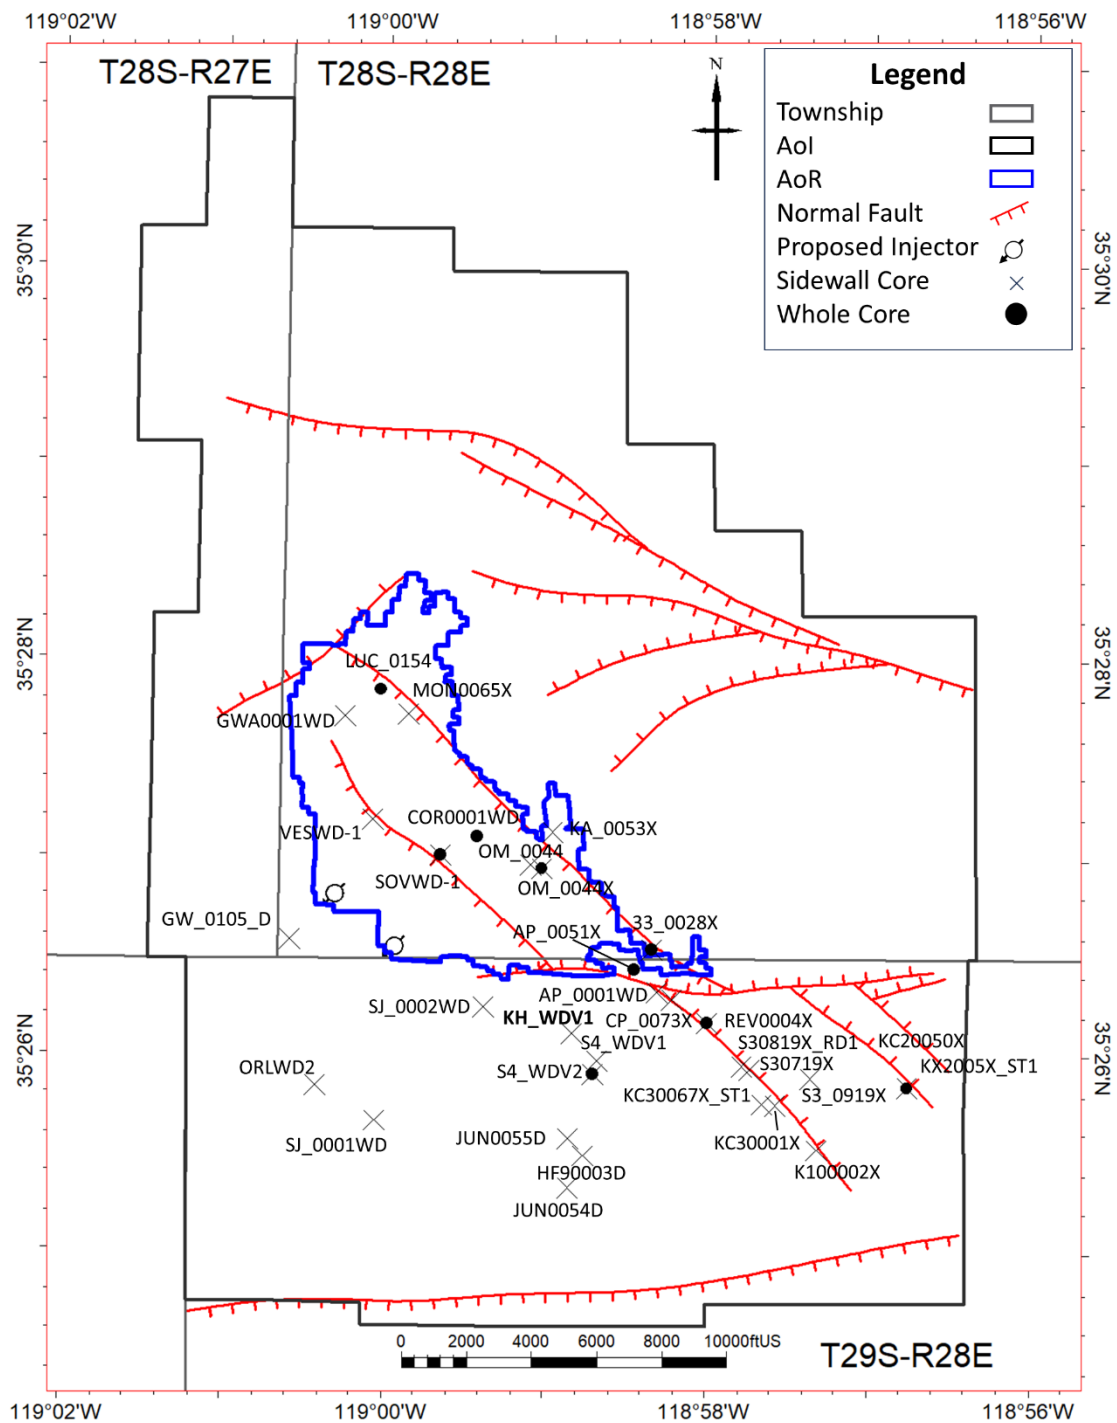 119°02'W 119°00'W 118°58'W 118°56'W
T28S-R27E T28S-R28E
N
Legend
Township
AoI
AoR
Normal Fault
Proposed Injector
Sidewall Core
Whole Core
35°30'N 35°30'N
35°28'N 35°28'N
LUC_0154
MON0065X
GWA0001WD
COR0001WD
KA_0053X
VESWD-1
OM_0044
SOVWD-1
OM_0044X
GW_0105_D
33_0028X
AP_0051X
AP_0001WD
SJ_0002WD
KH_WDV1
CP_0073X
REV0004X
S4_WDV1
S30819X_RD1
KC20050X
35°26'N 35°26'N
ORLWD2
S4_WDV2
S30719X
KX2005X_ST1
KC30067X_ST1
S3_0919X
SJ_0001WD
JUN0055D
KC30001X
HF90003D
K100002X
JUN0054D
0 2000 4000 6000 8000 10000ftUS
T29S-R28E
119°02'W 119°00'W 118°58'W 118°56'W